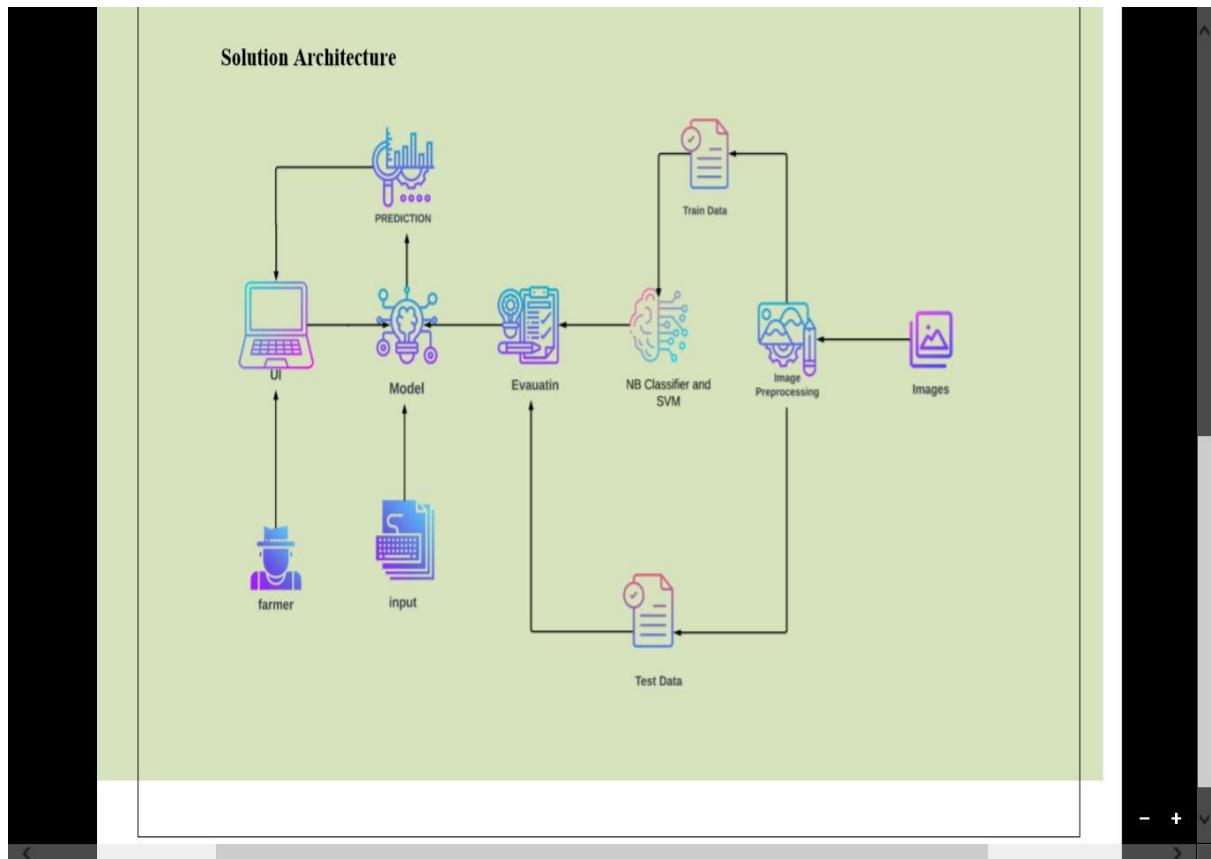 Solution Architecture
PREDICTION
Train Data
UI
Model
Evauatin
NB Classifier and
SVM
Image
Preprocessing
Images
farmer
input
Test Data